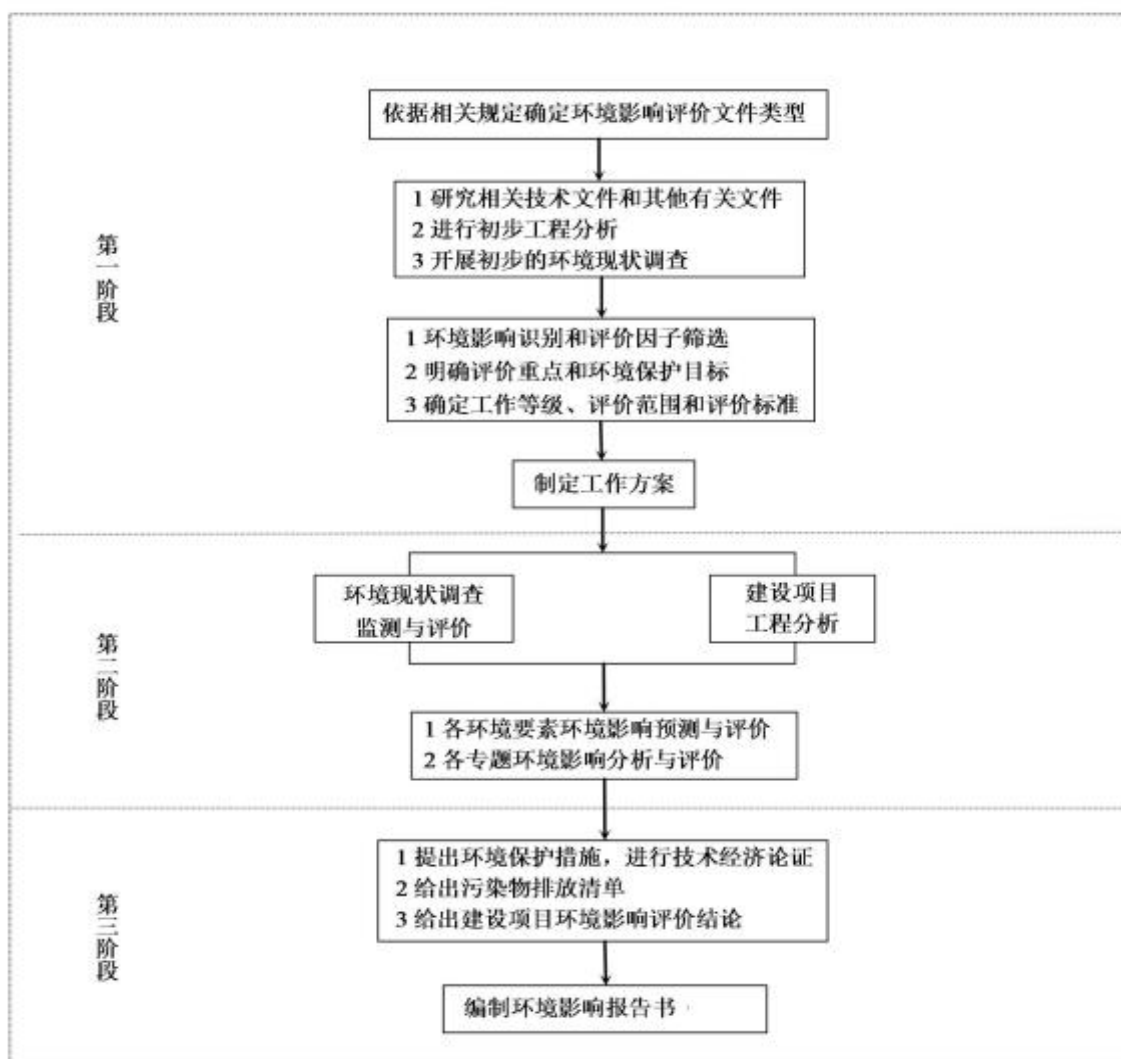 依据相关规定确定环境影响评价文件类型
1 研究相关技术文件和其他有关文件
2 进行初步工程分析
3 开展初步的环境现状调查
第一阶段
1 环境影响识别和评价因子筛选
2 明确评价重点和环境保护目标
3 确定工作等级、评价范围和评价标准
制定工作方案
第二阶段
环境现状调查
监测与评价
建设项目
工程分析
1 各环境要素环境影响预测与评价
2 各专题环境影响分析与评价
第三阶段
1 提出环境保护措施，进行技术经济论证
2 给出污染物排放清单
3 给出建设项目环境影响评价结论
编制环境影响报告书